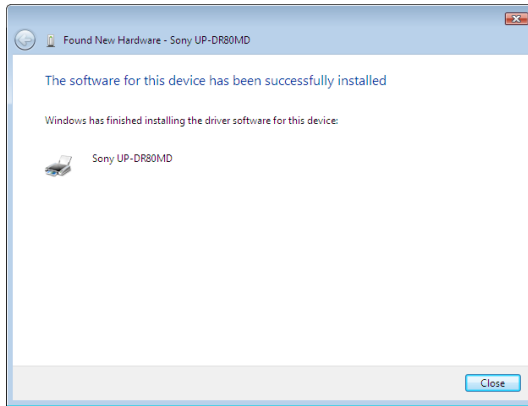 Found New Hardware - Sony UP-DR80MD
The software for this device has been successfully installed
Windows has finished installing the driver software for this device:
Sony UP-DR80MD
Close